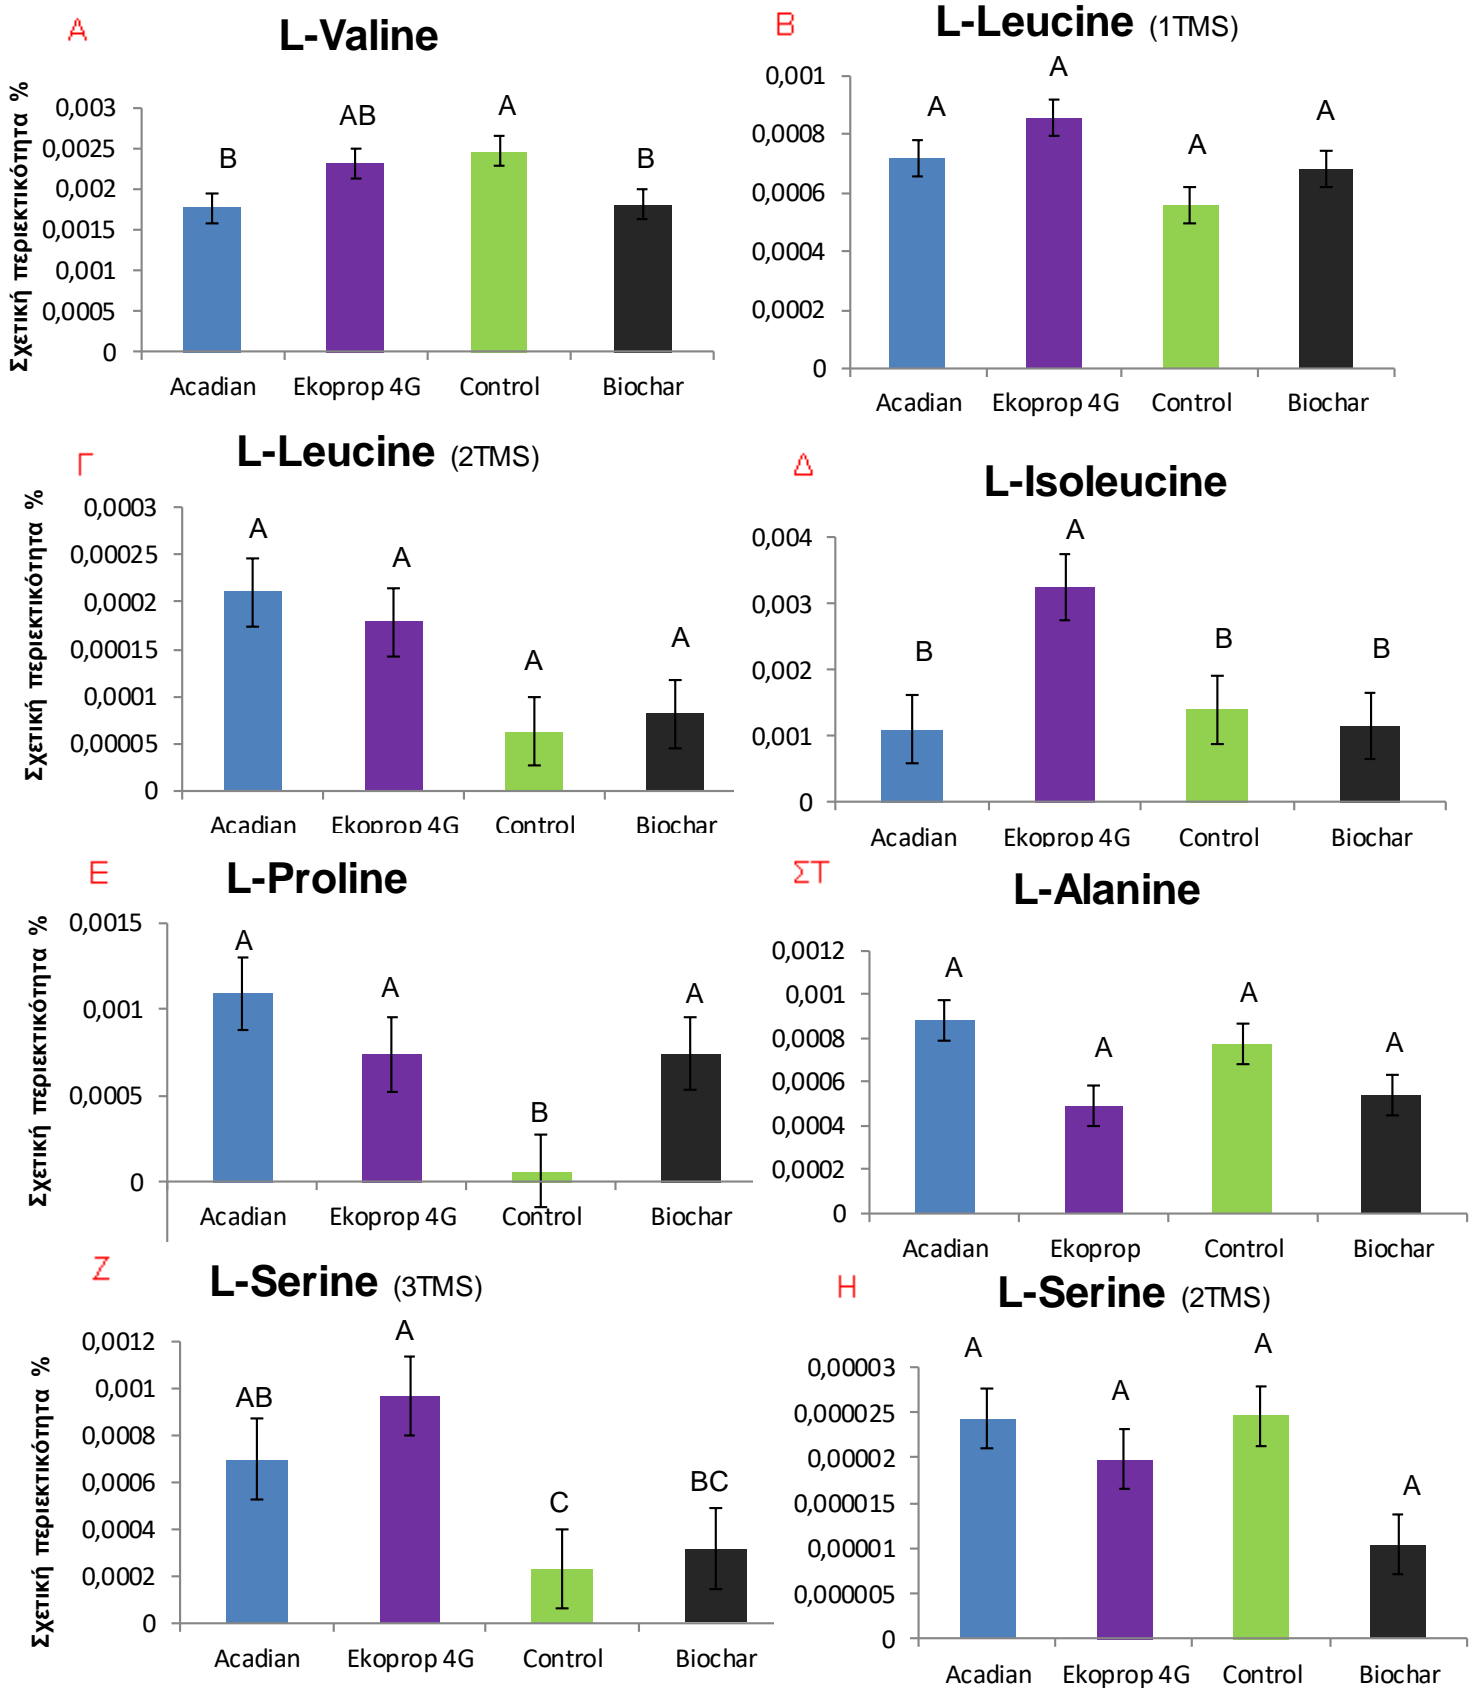 Α
L-Valine
Σχετική περιεκτικότητα %
0,003
0,0025
0,002
0,0015
0,001
0,0005
0
B
AB
A
B
Acadian
Ekoprop 4G
Control
Biochar
Β
L-Leucine (1TMS)
0,001
0,0008
0,0006
0,0004
0,0002
0
A
A
A
A
Acadian
Ekoprop 4G
Control
Biochar
Γ
L-Leucine (2TMS)
Σχετική περιεκτικότητα %
0,0003
0,00025
0,0002
0,00015
0,0001
0,00005
0
A
A
A
A
Acadian
Ekoprop 4G
Control
Biochar
Δ
L-Isoleucine
0,004
0,003
0,002
0,001
0
B
A
B
B
Acadian
Ekoprop 4G
Control
Biochar
Ε
L-Proline
Σχετική περιεκτικότητα %
0,0015
0,001
0,0005
0
A
A
B
A
Acadian
Ekoprop 4G
Control
Biochar
ΣΤ
L-Alanine
0,0012
0,001
0,0008
0,0006
0,0004
0,0002
0
A
A
A
A
Acadian
Ekoprop
Control
Biochar
Ζ
L-Serine (3TMS)
Σχετική περιεκτικότητα %
0,0012
0,001
0,0008
0,0006
0,0004
0,0002
0
AB
A
C
BC
Acadian
Ekoprop 4G
Control
Biochar
Η
L-Serine (2TMS)
0,00003
0,000025
0,00002
0,000015
0,00001
0,000005
0
A
A
A
A
Acadian
Ekoprop 4G
Control
Biochar